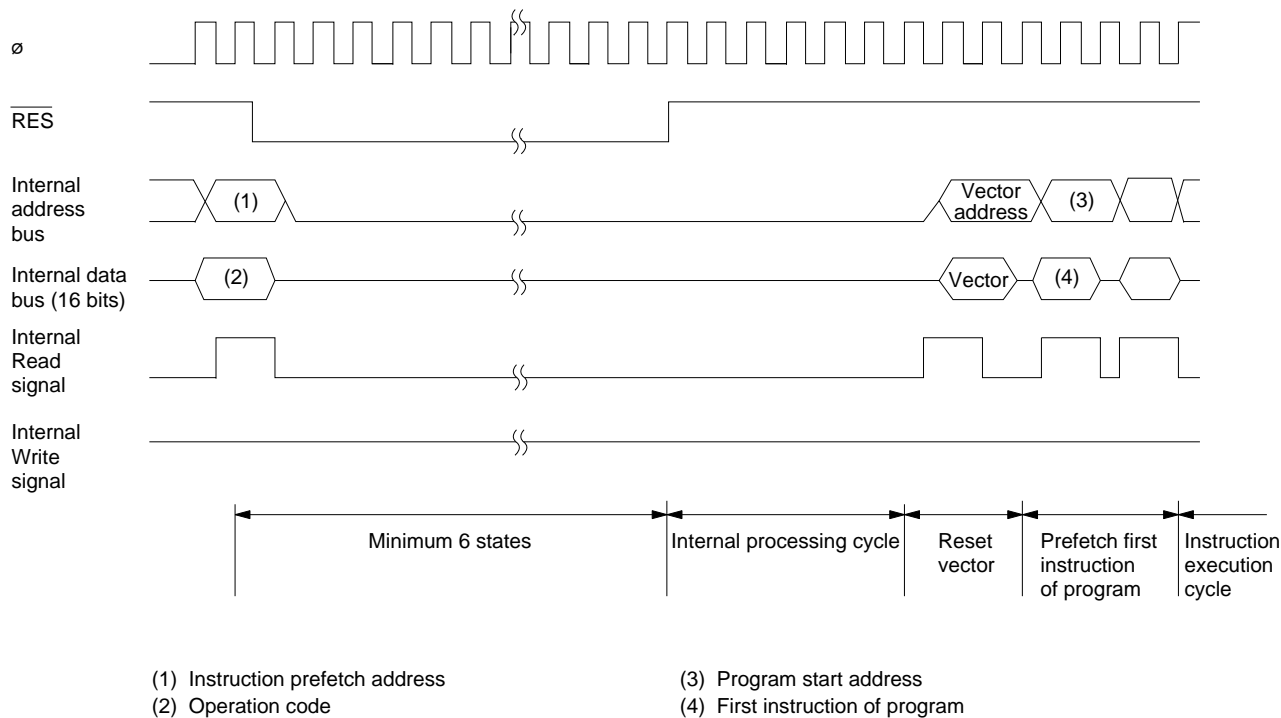 ø
RES
Internal
address
bus
(1)
Vector
address
(3)
Internal data
bus (16 bits)
(2)
Vector
(4)
Internal
Read
signal
Internal
Write
signal
Minimum 6 states
Internal processing cycle
Reset
vector
Prefetch first
instruction
of program
Instruction
execution
cycle
(1) Instruction prefetch address
(2) Operation code
(3) Program start address
(4) First instruction of program